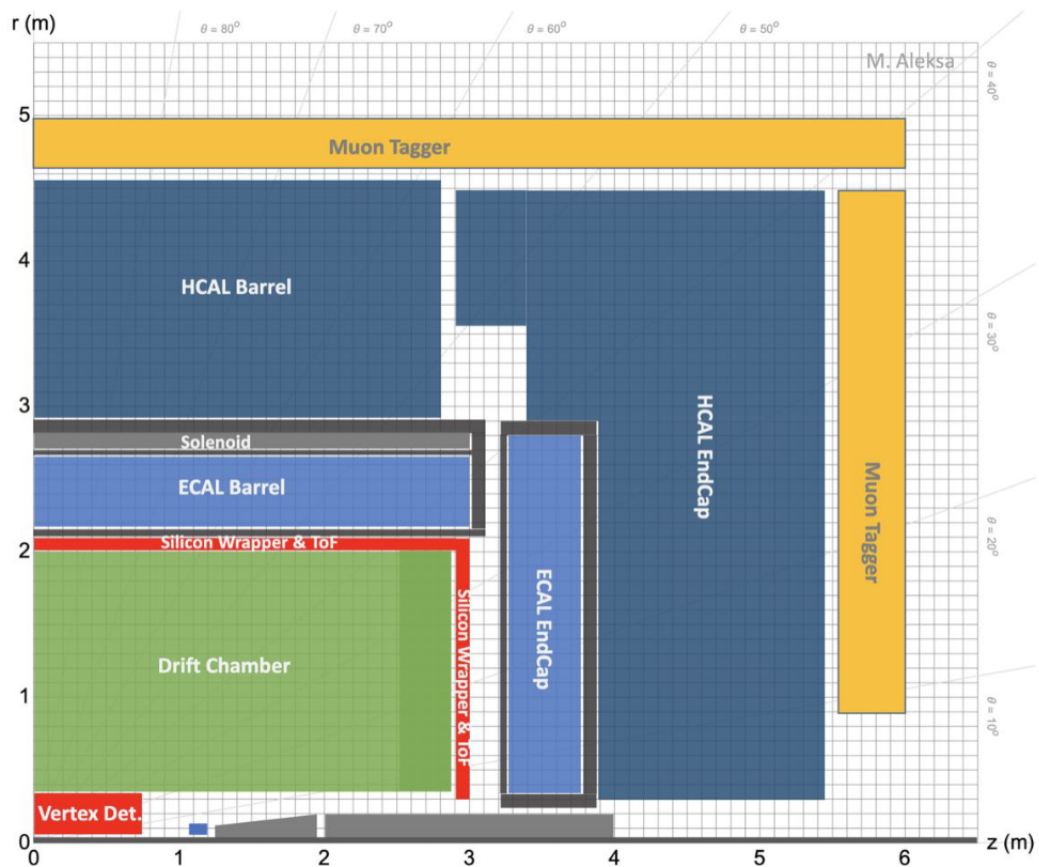 r (m)
θ = 80°
θ = 70°
θ = 60°
θ = 50°
M. Aleksa
θ = 40°
5
Muon Tagger
4
HCAL Barrel
θ = 30°
3
HCAL EndCap
Solenoid
ECAL Barrel
Muon Tagger
2
Silicon Wrapper & ToF
θ = 20°
Silicon Wrapper & ToF
ECAL EndCap
Drift Chamber
1
θ = 10°
Vertex Det.
0
z (m)
0 1 2 3 4 5 6